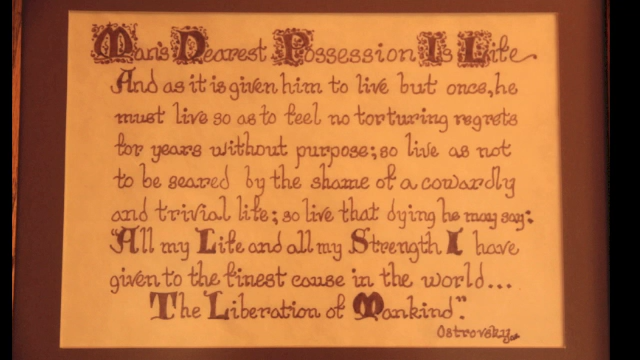 Man's Dearest Possession Is Life
And as it is given him to live but once, he
must live so as to feel no torturing regrets
for years without purpose; so live as not
to be seared by the shame of a cowardly
and trivial life; so live that dying he may say:
"All my Life and all my Strength I have
given to the finest cause in the world...
The Liberation of Mankind".
Ostrovsky